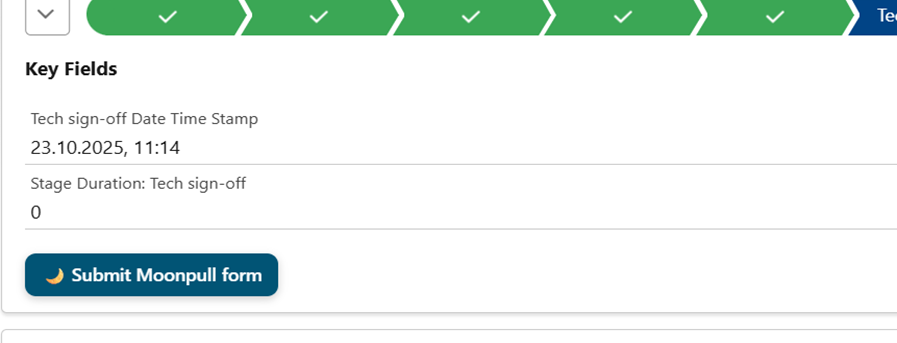 Key Fields
Tech sign-off Date Time Stamp
23.10.2025, 11:14
Stage Duration: Tech sign-off
0
Submit Moonpull form